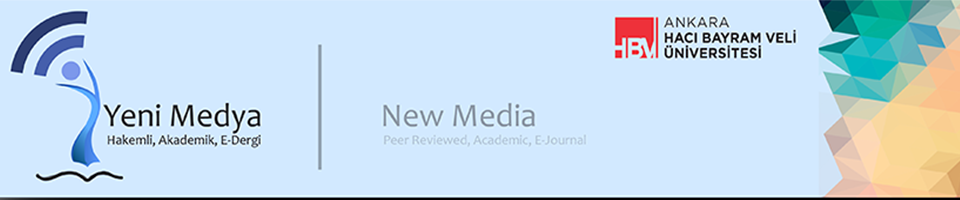 Yeni Medya
Hakemli, Akademik, E-Dergi
New Media
Peer Reviewed, Academic, E-Journal
HBV
ANKARA
HACI BAYRAM VELİ
ÜNİVERSİTESİ